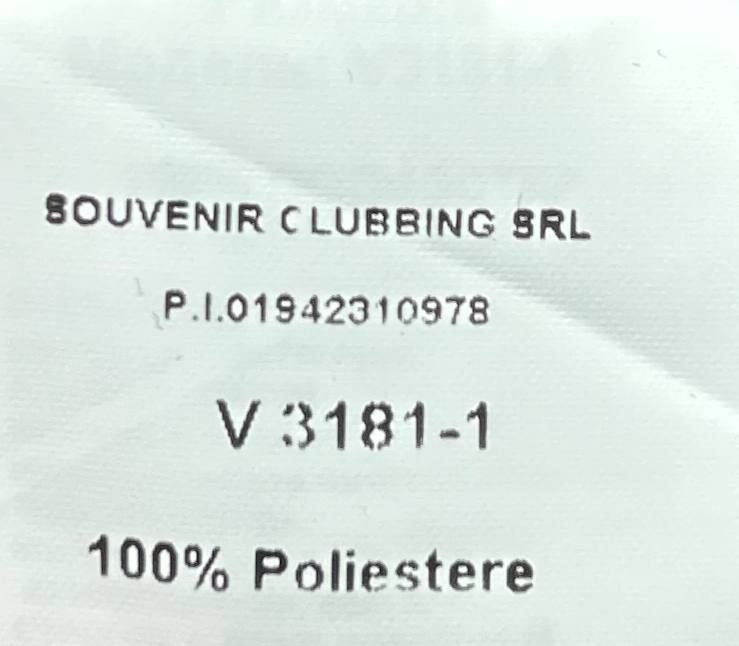 SOUVENIR CLUBBING SRL
P.I.01942310978
V 3181-1
100% Poliestere